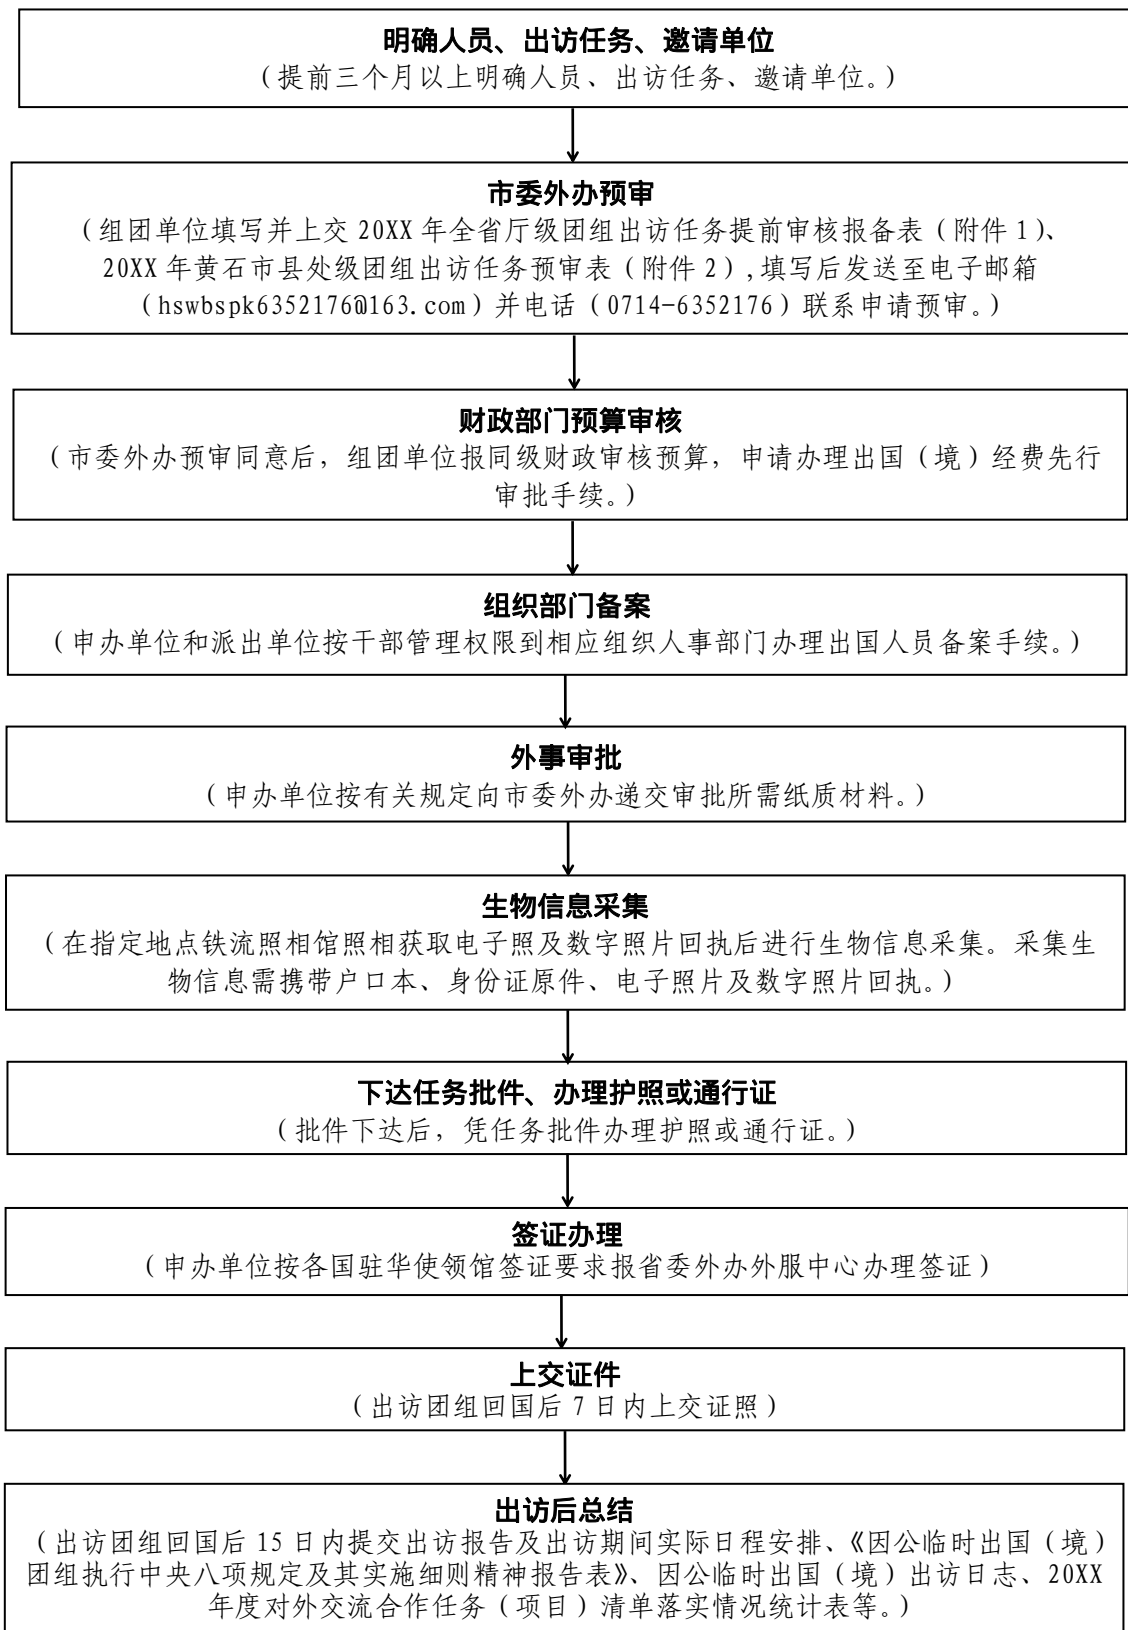 明确人员、出访任务、邀请单位
（提前三个月以上明确人员、出访任务、邀请单位。）
市委外办预审
（组团单位填写并上交 20XX 年全省厅级团组出访任务提前审核报备表（附件 1）、
20XX 年黄石市县处级团组出访任务预审表（附件 2）,填写后发送至电子邮箱
（hswbspk6352176@163.com）并电话（0714-6352176）联系申请预审。）
财政部门预算审核
（市委外办预审同意后，组团单位报同级财政审核预算，申请办理出国（境）经费先行
审批手续。）
组织部门备案
（申办单位和派出单位按干部管理权限到相应组织人事部门办理出国人员备案手续。）
外事审批
（申办单位按有关规定向市委外办递交审批所需纸质材料。）
生物信息采集
（在指定地点铁流照相馆照相获取电子照及数字照片回执后进行生物信息采集。采集生
物信息需携带户口本、身份证原件、电子照片及数字照片回执。）
下达任务批件、办理护照或通行证
（批件下达后，凭任务批件办理护照或通行证。）
签证办理
（申办单位按各国驻华使领馆签证要求报省委外办外服中心办理签证）
上交证件
（出访团组回国后 7 日内上交证照）
出访后总结
（出访团组回国后 15 日内提交出访报告及出访期间实际日程安排、《因公临时出国（境）
团组执行中央八项规定及其实施细则精神报告表》、因公临时出国（境）出访日志、20XX
年度对外交流合作任务（项目）清单落实情况统计表等。）